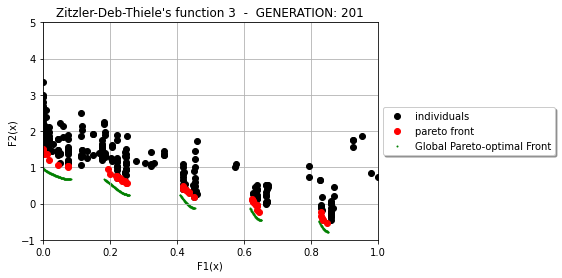 Zitzler-Deb-Thiele's function 3 - GENERATION: 201
5
4
3
2
1
0
−1
F2(x)
0.0 0.2 0.4 0.6 0.8 1.0
F1(x)
individuals
pareto front
Global Pareto-optimal Front